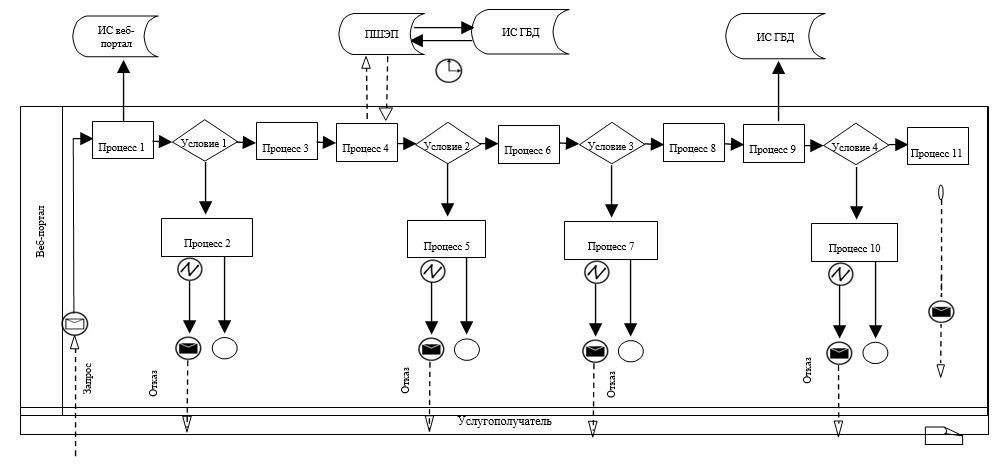 ИС веб-
портал
ПШЭП
ИС ГБД
ИС ГБД
Процесс 1
Условие 1
Процесс 3
Процесс 4
Условие 2
Процесс 6
Условие 3
Процесс 8
Процесс 9
Условие 4
Процесс 11
Веб-портал
Процесс 2
Процесс 5
Процесс 7
Процесс 10
Запрос
Отказ
Отказ
Отказ
Отказ
Услугополучатель